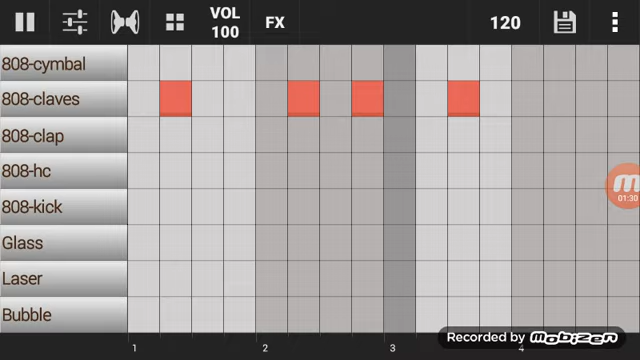 VOL
100
FX
120
808-cymbal
808-claves
808-clap
808-hc
808-kick
Glass
Laser
Bubble
01:30
1 2 3 4
Recorded by mobizen